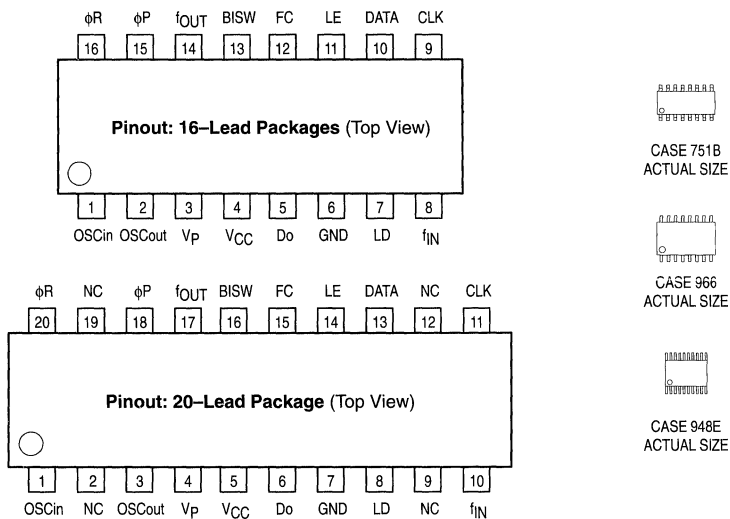 φR φP fOUT BISW FC LE DATA CLK
16 15 14 13 12 11 10 9
Pinout: 16–Lead Packages (Top View)
1 2 3 4 5 6 7 8
OSCin OSCout VP VCC Do GND LD fIN
CASE 751B
ACTUAL SIZE
CASE 966
ACTUAL SIZE
φR NC φP fOUT BISW FC LE DATA NC CLK
20 19 18 17 16 15 14 13 12 11
Pinout: 20–Lead Package (Top View)
1 2 3 4 5 6 7 8 9 10
OSCin NC OSCout VP VCC Do GND LD NC fIN
CASE 948E
ACTUAL SIZE